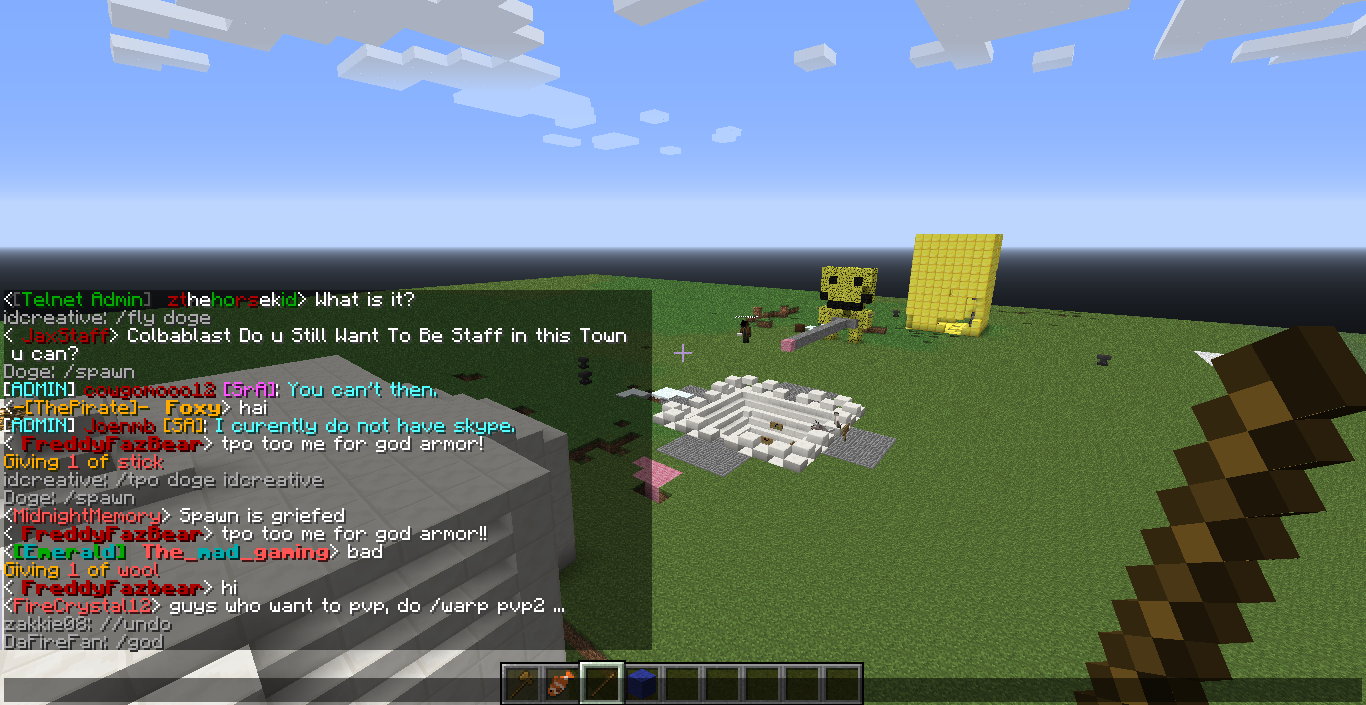 <[Telnet Admin] zthehorsekid> What is it?
idcreative: /fly doge
< JaxStaff> Colbablast Do u Still Want To Be Staff in this Town
u can?
Doge: /spawn
[ADMIN] cowgomooo12 [SrA]: You can't then.
<-[ThePirate]- Foxy> hai
[ADMIN] Joenmb [SA]: I curently do not have skype.
< FreddyFazBear> tpo too me for god armor!
Giving 1 of stick
idcreative: /tpo doge idcreative
Doge: /spawn
<MidnightMemory> Spawn is griefed
< FreddyFazBear> tpo too me for god armor!!
<[Emerald] The_mad_gaming> bad
Giving 1 of wool
< FreddyFazbear> hi
<FireCrystal12> guys who want to pvp, do /warp pvp2 ...
zakkie08: //undo
DaFireFan: /god